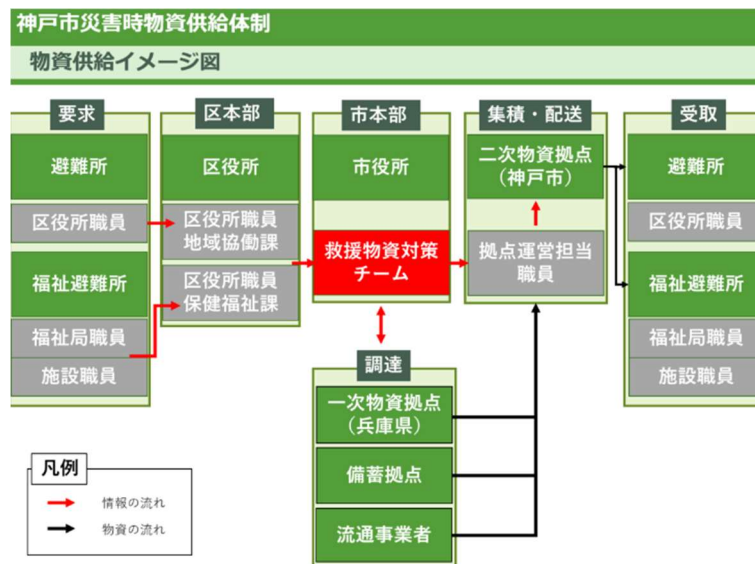 神戸市災害時物資供給体制
物資供給イメージ図
要求
避難所
区役所職員
福祉避難所
福祉局職員
施設職員
区本部
区役所
区役所職員
地域協働課
区役所職員
保健福祉課
市本部
市役所
救援物資対策
チーム
調達
一次物資拠点
(兵庫県)
備蓄拠点
流通事業者
集積・配送
二次物資拠点
(神戸市)
拠点運営担当
職員
受取
避難所
区役所職員
福祉避難所
福祉局職員
施設職員
凡例
情報の流れ
物資の流れ